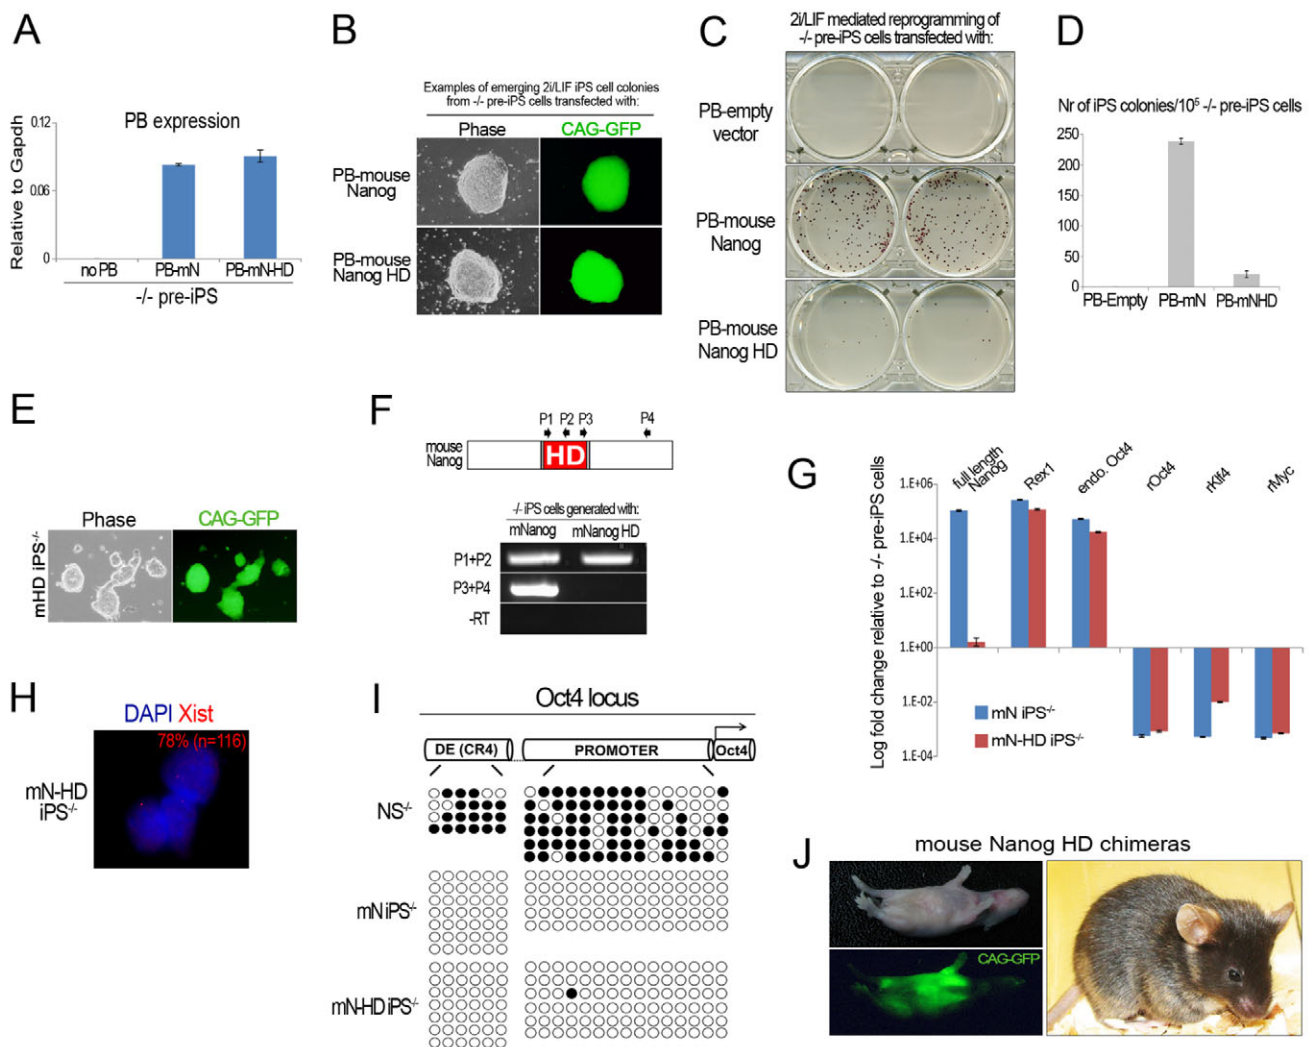 A
PB expression
Relative to Gapdh
0.12
0.06
0
no PB
PB-mN
PB-mN-HD
-/- pre-iPS
B
Examples of emerging 2i/LIF iPS cell colonies
from -/- pre-iPS cells transfected with:
Phase
CAG-GFP
PB-mouse
Nanog
PB-mouse
Nanog HD
C
2i/LIF mediated reprogramming of
-/- pre-iPS cells transfected with:
PB-empty
vector
PB-mouse
Nanog
PB-mouse
Nanog HD
D
Nr of iPS colonies/10⁵ -/- pre-iPS cells
250
200
150
100
50
0
PB-Empty
PB-mN
PB-mNHD
E
Phase
CAG-GFP
mHD iPS⁻/⁻
F
P1 P2 P3 P4
mouse
Nanog
HD
-/- iPS cells generated with:
mNanog mNanog HD
P1+P2
P3+P4
-RT
G
Log fold change relative to -/- pre-iPS cells
full length
Nanog
Rex1
endo. Oct4
rOct4
rKlf4
rMyc
1.E+06
1.E+04
1.E+02
1.E+00
1.E-02
1.E-04
mN iPS⁻/⁻
mN-HD iPS⁻/⁻
H
DAPI Xist
78% (n=116)
mN-HD
iPS⁻/⁻
I
Oct4 locus
DE (CR4)
PROMOTER
Oct4
NS⁻/⁻
mN iPS⁻/⁻
mN-HD iPS⁻/⁻
J
mouse Nanog HD chimeras
CAG-GFP